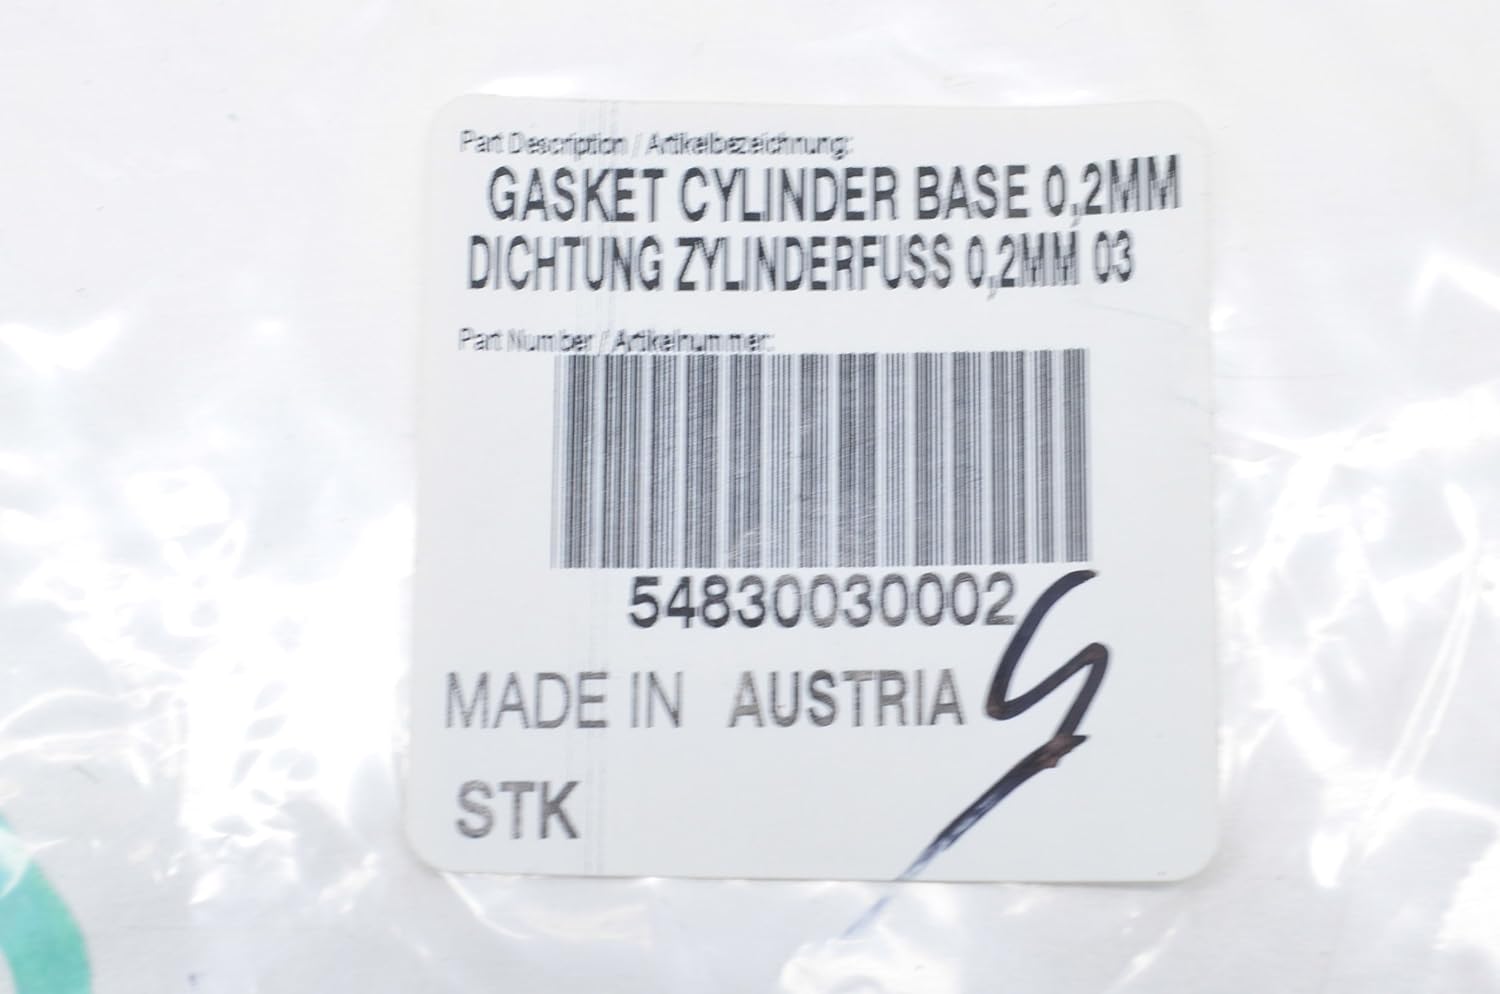 Part Description / Artikelbezeichnung:
GASKET CYLINDER BASE 0,2MM
DICHTUNG ZYLINDERFUSS 0,2MM 03
Part Number / Artikelnummer:
54830030002
MADE IN AUSTRIA
STK